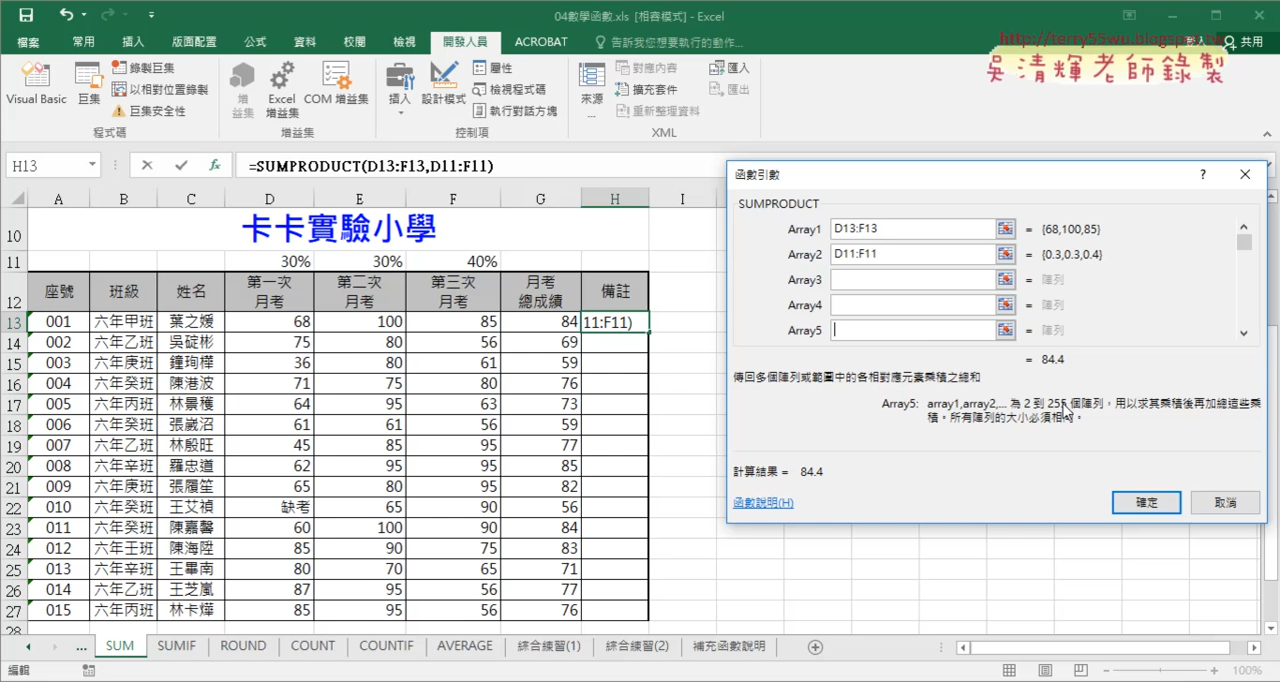 04數學函數.xls [相容模式] - Excel
檔案 常用 插入 版面配置 公式 資料 校閱 檢視 開發人員 ACROBAT 告訴我您想要執行的動作... 共用
http://terry55wu.blogspot.tw
吳清輝老師錄製
Visual Basic 巨集 錄製巨集 以相對位置錄製 巨集安全性 程式碼
增益集 Excel 增益集 COM 增益集 增益集
插入 設計模式 屬性 檢視程式碼 執行對話方塊 控制項
來源... 對應內容 擴充套件 重新整理資料 匯入 匯出 XML
H13 =SUMPRODUCT(D13:F13,D11:F11)
A B C D E F G H I
10 卡卡實驗小學
11 30% 30% 40%
12 座號 班級 姓名 第一次月考 第二次月考 第三次月考 月考總成績 備註
13 001 六年甲班 葉之媛 68 100 85 84 11:F11)
14 002 六年乙班 吳碇彬 75 80 56 69
15 003 六年庚班 鐘珣樺 36 80 61 59
16 004 六年癸班 陳港波 71 75 80 76
17 005 六年丙班 林景穫 64 95 63 73
18 006 六年癸班 張崴沼 61 61 56 59
19 007 六年乙班 林殷旺 45 85 95 77
20 008 六年辛班 羅忠道 62 95 95 85
21 009 六年庚班 張履笙 65 80 95 82
22 010 六年癸班 王艾禎 缺考 65 90 56
23 011 六年癸班 陳嘉馨 60 100 90 84
24 012 六年王班 陳海陞 85 90 75 83
25 013 六年辛班 王畢南 80 70 65 71
26 014 六年乙班 王芝嵐 87 95 56 77
27 015 六年丙班 林卡燁 85 95 56 76
28
函數引數 ?
SUMPRODUCT
Array1 D13:F13 = {68,100,85}
Array2 D11:F11 = {0.3,0.3,0.4}
Array3 = 陣列
Array4 = 陣列
Array5 = 陣列
= 84.4
傳回多個陣列或範圍中的各相對應元素乘積之總和
Array5: array1,array2,... 為 2 到 255 個陣列，用以求其乘積後再加總這些乘
積。所有陣列的大小必須相同。
計算結果 = 84.4
函數說明(H) 確定 取消
... SUM SUMIF ROUND COUNT COUNTIF AVERAGE 綜合練習(1) 綜合練習(2) 補充函數說明
編輯 100%